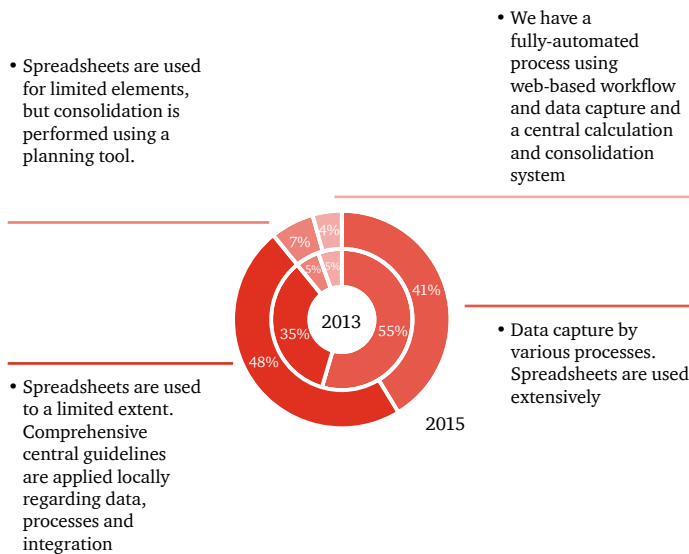 • Spreadsheets are used
for limited elements,
but consolidation is
performed using a
planning tool.
• We have a
fully-automated
process using
web-based workflow
and data capture and
a central calculation
and consolidation
system
7%
4%
5%
5%
41%
35%
2013
55%
48%
• Data capture by
various processes.
Spreadsheets are used
extensively
• Spreadsheets are used
to a limited extent.
Comprehensive
central guidelines
are applied locally
regarding data,
processes and
integration
2015